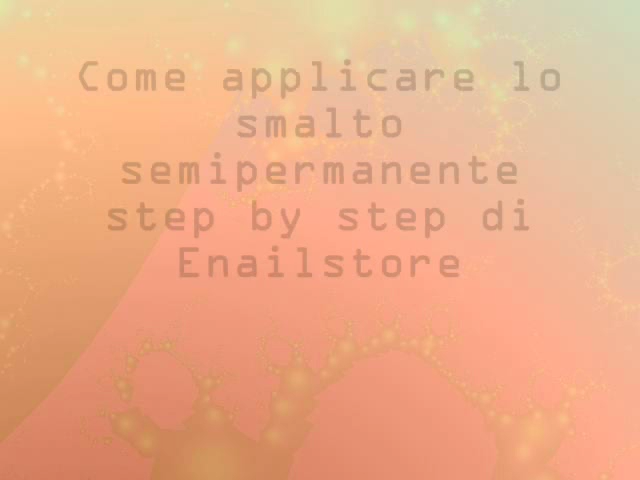 Come applicare lo
smalto
semipermanente
step by step di
Enailstore